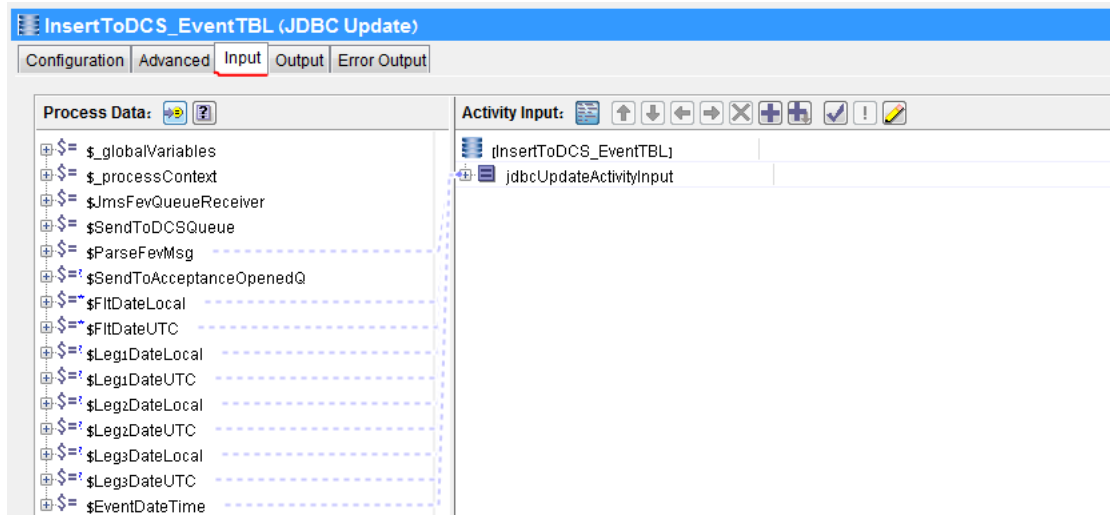 InsertToDCS_EventTBL (JDBC Update)
Configuration Advanced Input Output Error Output
Process Data: Activity Input:
$= $_globalVariables
$= $_processContext
$= $JmsFevQueueReceiver
$= $SendToDCSQueue
$= $ParseFevMsg
$=? $SendToAcceptanceOpenedQ
$=* $FltDateLocal
$=* $FltDateUTC
$=? $Leg1DateLocal
$=? $Leg1DateUTC
$=? $Leg2DateLocal
$=? $Leg2DateUTC
$=? $Leg3DateLocal
$=? $Leg3DateUTC
$= $EventDateTime
[InsertToDCS_EventTBL]
jdbcUpdateActivityInput